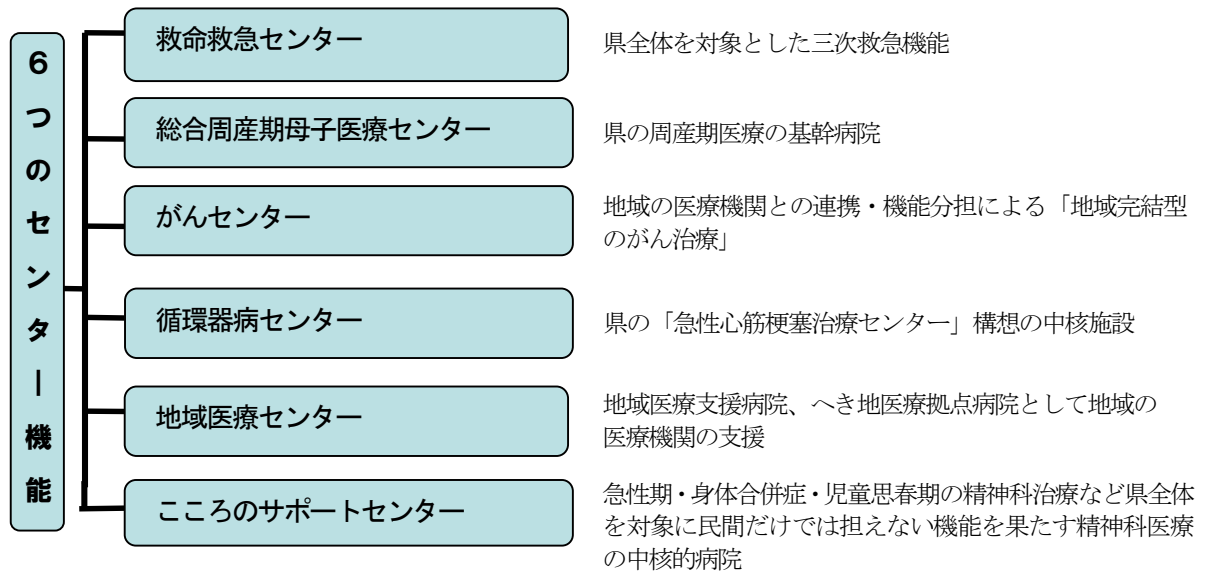 6つのセンター機能
救命救急センター
県全体を対象とした三次救急機能
総合周産期母子医療センター
県の周産期医療の基幹病院
がんセンター
地域の医療機関との連携・機能分担による「地域完結型
のがん治療」
循環器病センター
県の「急性心筋梗塞治療センター」構想の中核施設
地域医療センター
地域医療支援病院、へき地医療拠点病院として地域の
医療機関の支援
こころのサポートセンター
急性期・身体合併症・児童思春期の精神科治療など県全体
を対象に民間だけでは担えない機能を果たす精神科医療
の中核的病院